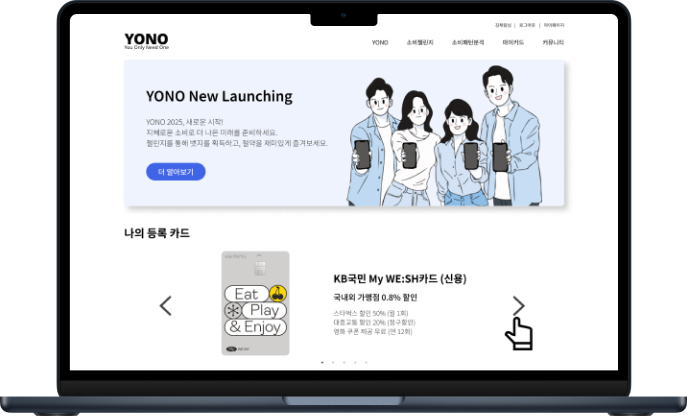 김채원님 | 로그아웃 | 마이페이지
YONO
You Only Need One
YONO 소비챌린지 소비패턴분석 마이카드 커뮤니티
YONO New Launching
YONO 2025, 새로운 시작!
지혜로운 소비로 더 나은 미래를 준비하세요.
챌린지를 통해 뱃지를 획득하고, 절약을 재미있게 즐겨보세요.
더 알아보기
나의 등록 카드
Eat
Play
& Enjoy
KB국민 My WE:SH카드 (신용)
국내외 가맹점 0.8% 할인
스타벅스 할인 50% (월 1회)
대중교통 할인 20% (청구할인)
영화 쿠폰 제공 무료 (연 12회)